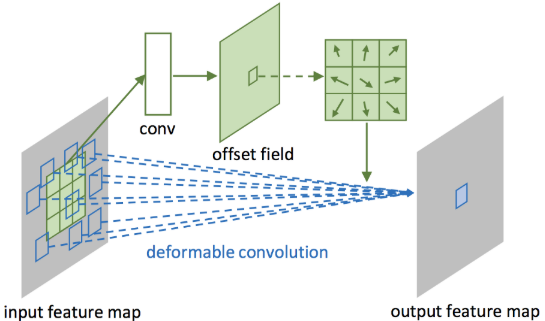 conv
offset field
deformable convolution
input feature map
output feature map